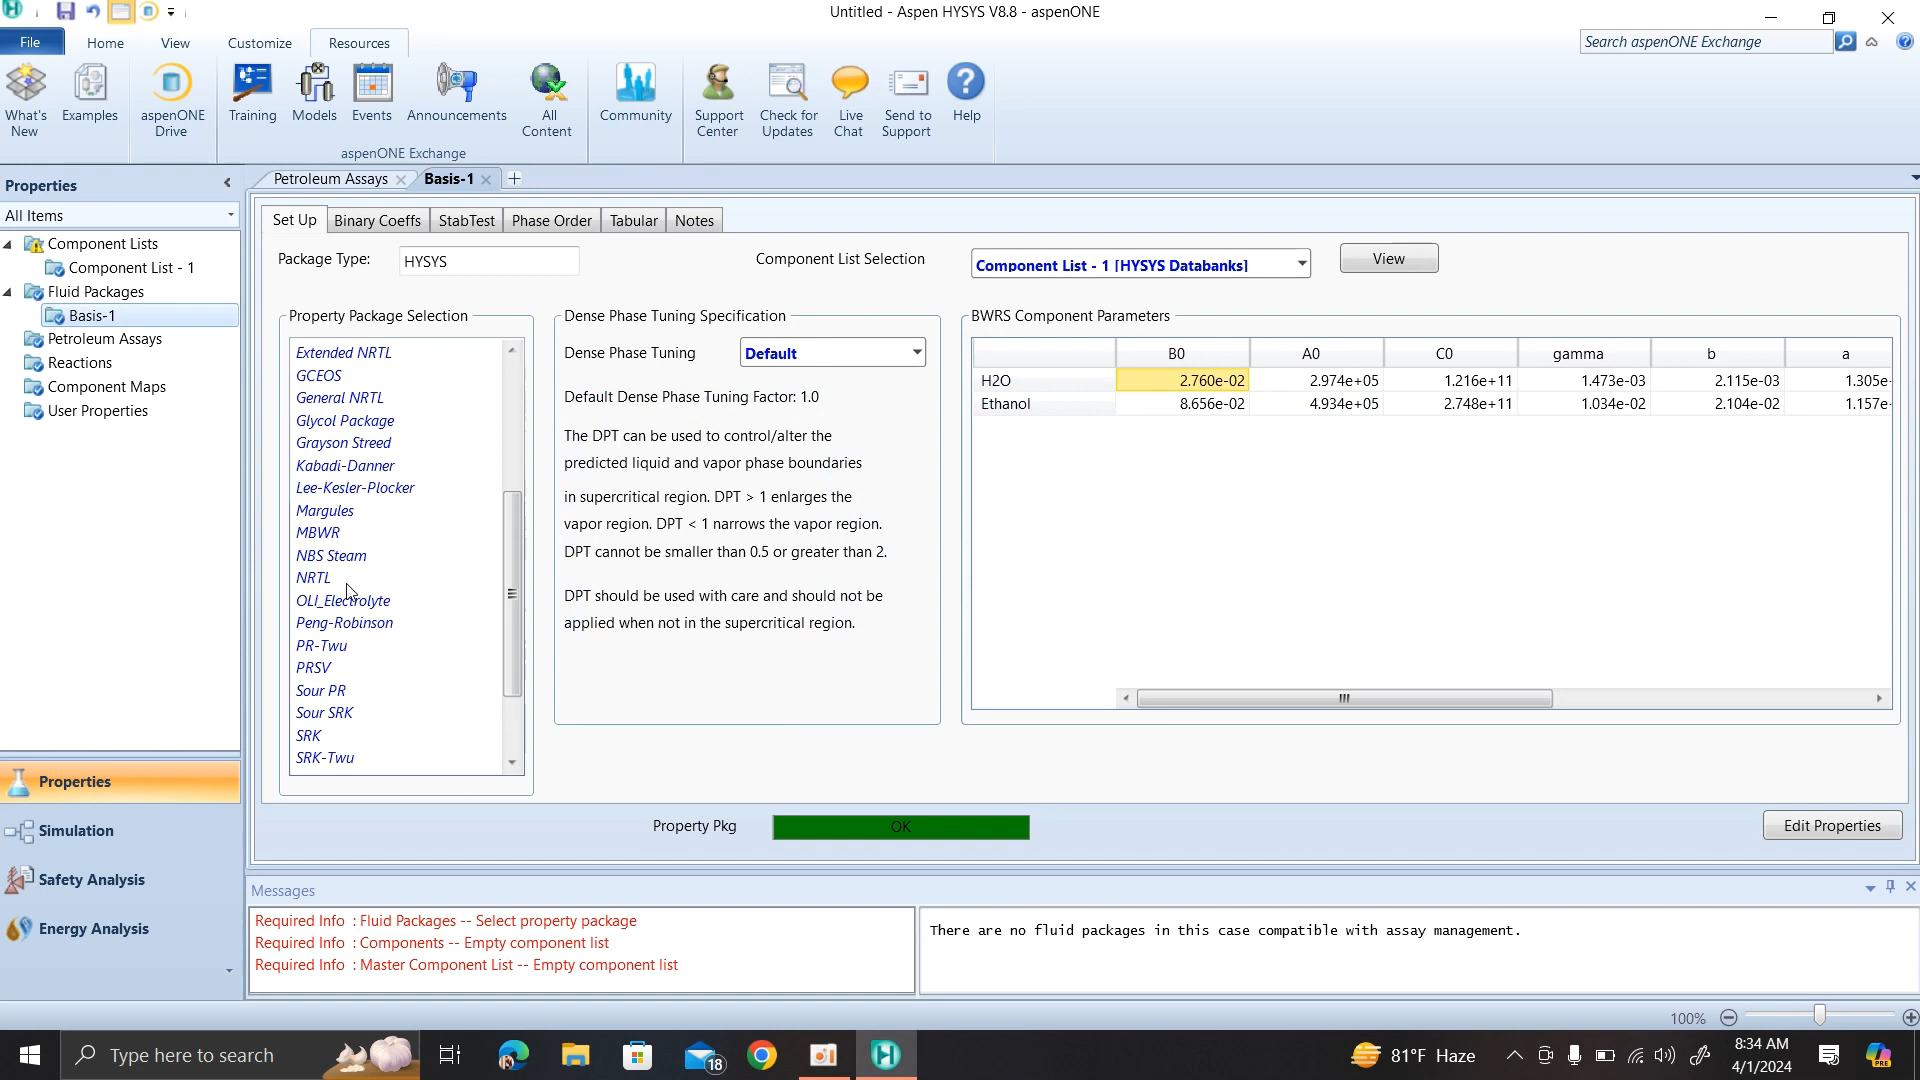 Untitled - Aspen HYSYS V8.8 - aspenONE
File Home View Customize Resources
Search aspenONE Exchange
What's New
Examples
aspenONE Drive
Training
Models
Events
Announcements
All Content
Community
Support Center
Check for Updates
Live Chat
Send to Support
Help
aspenONE Exchange
Properties
All Items
Component Lists
Component List - 1
Fluid Packages
Basis-1
Petroleum Assays
Reactions
Component Maps
User Properties
Properties
Simulation
Safety Analysis
Energy Analysis
Petroleum Assays Basis-1
Set Up Binary Coeffs StabTest Phase Order Tabular Notes
Package Type: HYSYS Component List Selection Component List - 1 [HYSYS Databanks] View
Property Package Selection
Extended NRTL
GCEOS
General NRTL
Glycol Package
Grayson Streed
Kabadi-Danner
Lee-Kesler-Plocker
Margules
MBWR
NBS Steam
NRTL
OLI_Electrolyte
Peng-Robinson
PR-Twu
PRSV
Sour PR
Sour SRK
SRK
SRK-Twu
Dense Phase Tuning Specification
Dense Phase Tuning Default
Default Dense Phase Tuning Factor: 1.0
The DPT can be used to control/alter the
predicted liquid and vapor phase boundaries
in supercritical region. DPT > 1 enlarges the
vapor region. DPT < 1 narrows the vapor region.
DPT cannot be smaller than 0.5 or greater than 2.
DPT should be used with care and should not be
applied when not in the supercritical region.
BWRS Component Parameters
B0 A0 C0 gamma b a
H2O 2.760e-02 2.974e+05 1.216e+11 1.473e-03 2.115e-03 1.305e-
Ethanol 8.656e-02 4.934e+05 2.748e+11 1.034e-02 2.104e-02 1.157e-
Property Pkg OK Edit Properties
Messages
Required Info : Fluid Packages -- Select property package
Required Info : Components -- Empty component list
Required Info : Master Component List -- Empty component list
There are no fluid packages in this case compatible with assay management.
100%
Type here to search
18
81°F Haze
8:34 AM
4/1/2024
PRE